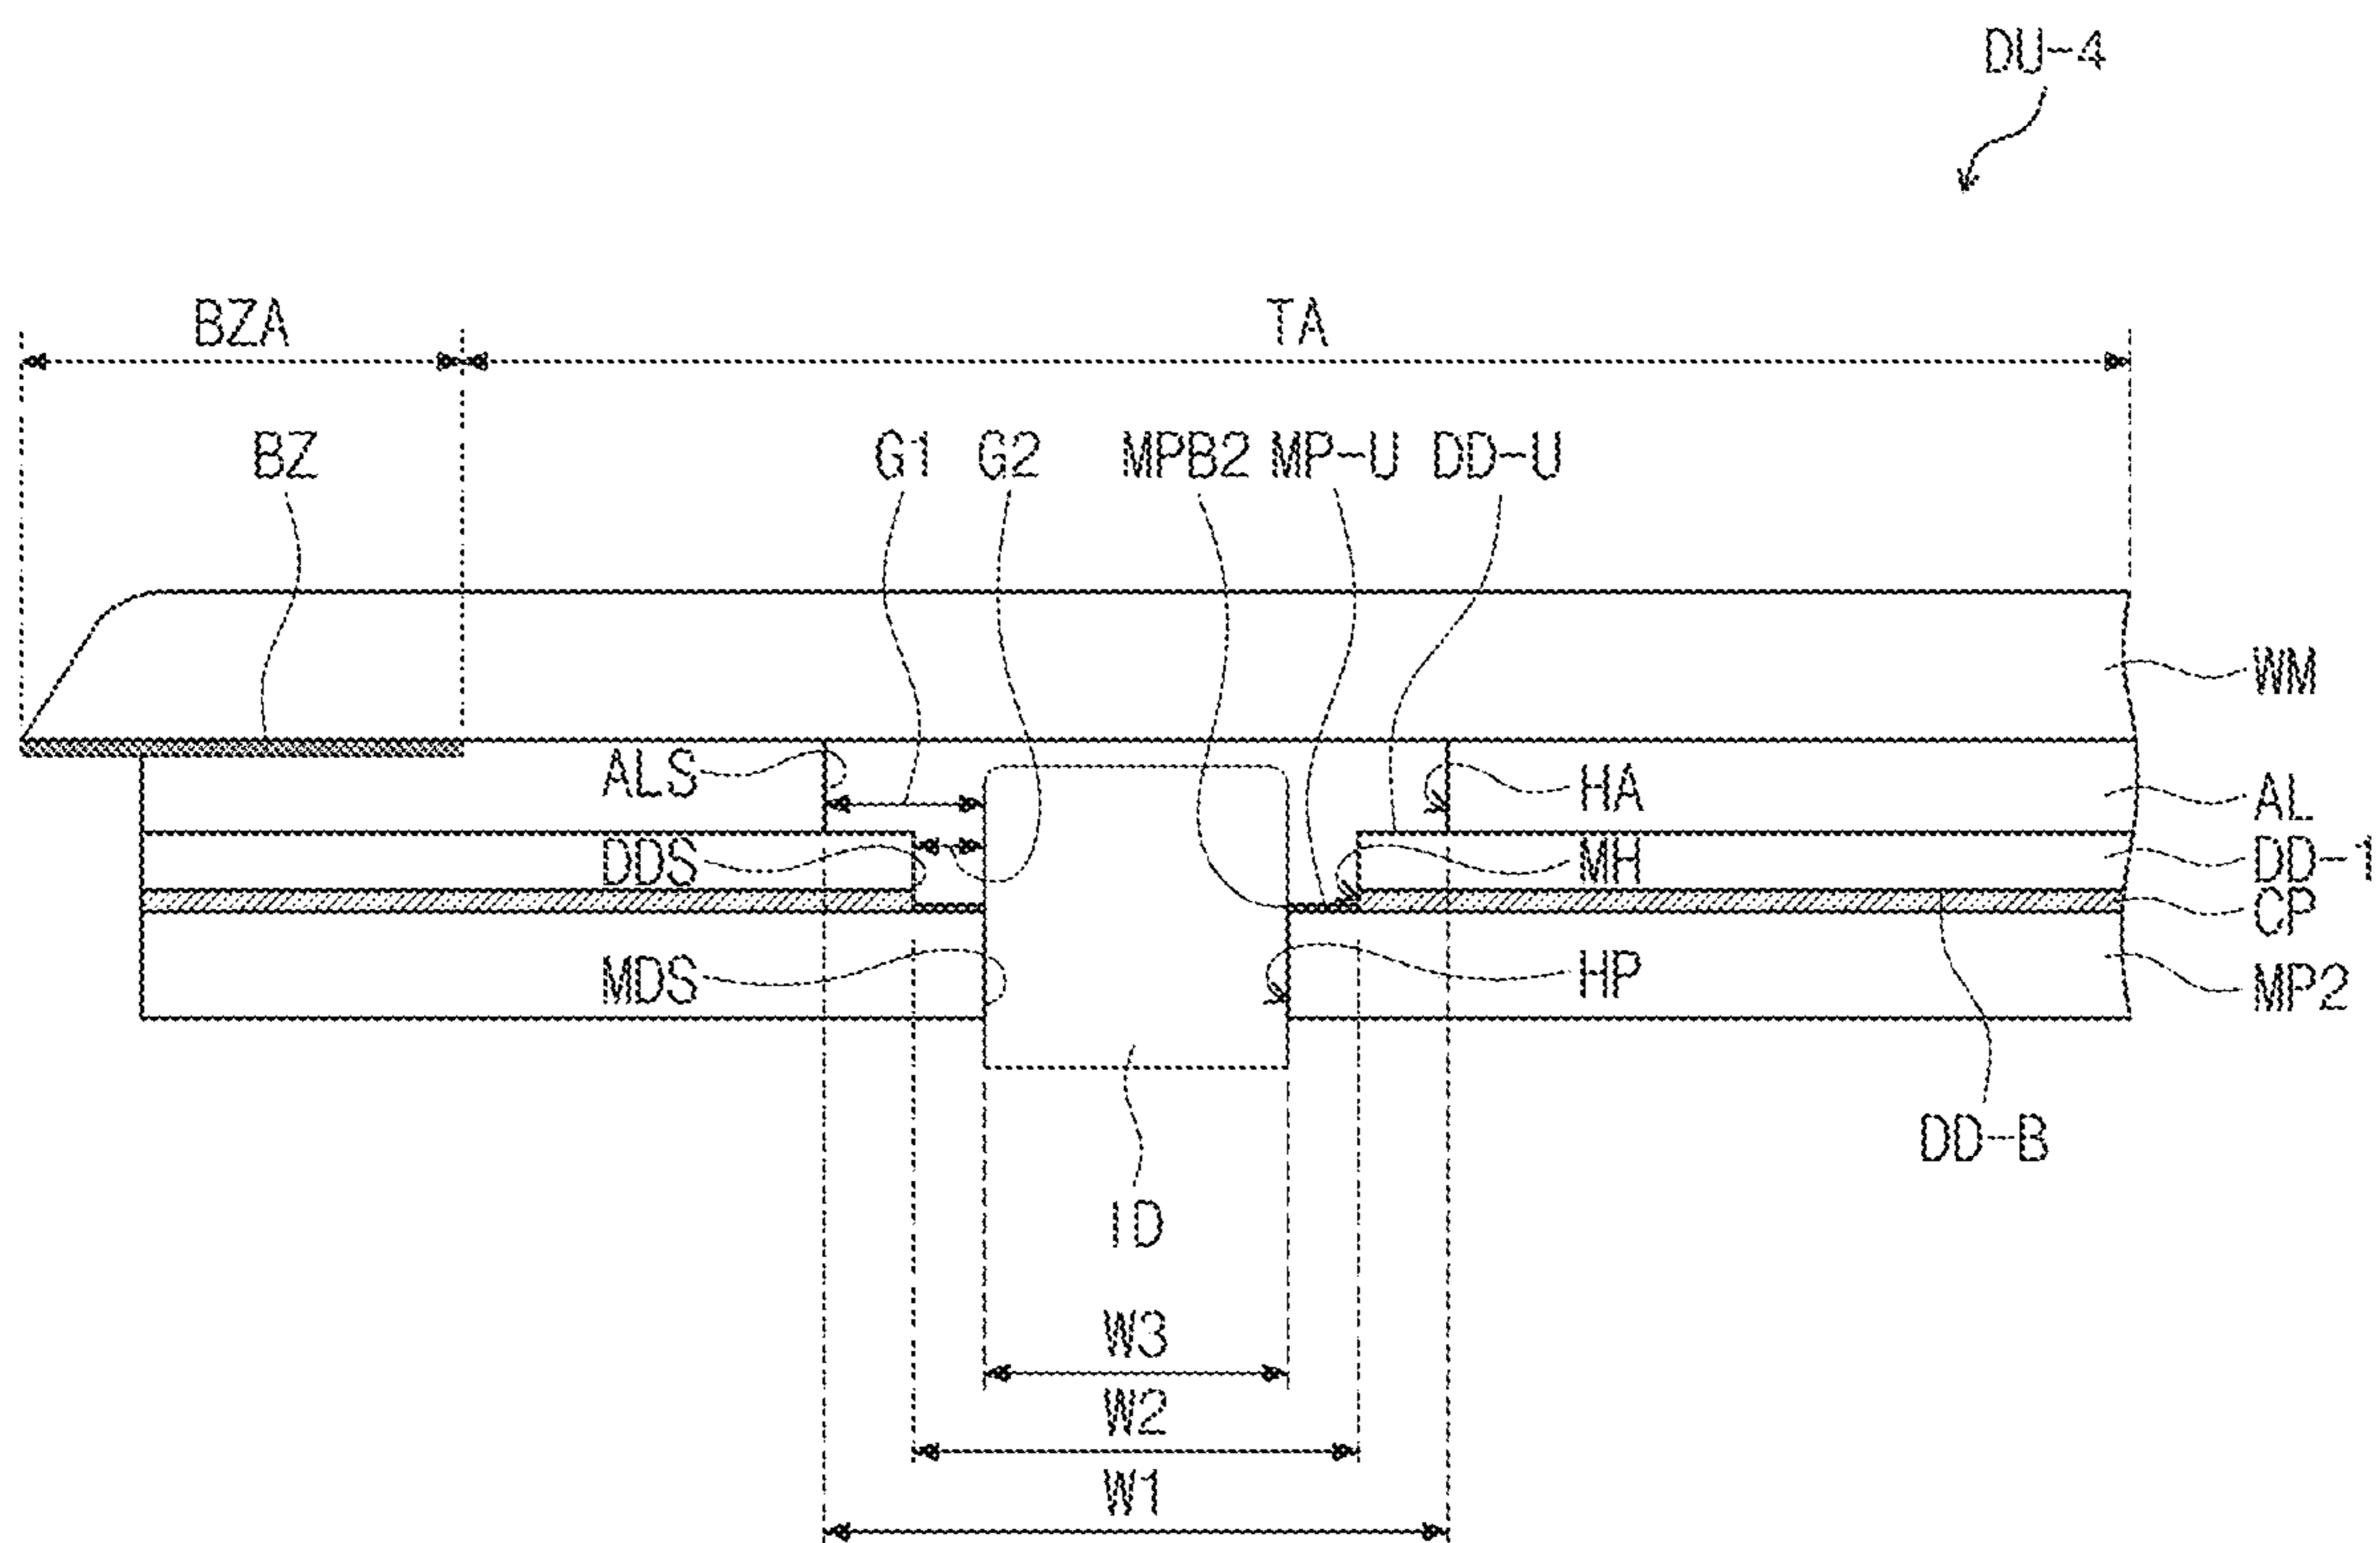 DU-4
BZA TA
BZ G1 G2 MPB2 MP-U DD-U
WM
ALS HA AL
DDS MH DD-1
CP
MDS HP MP2
DD-B
ID
W3
W2
W1